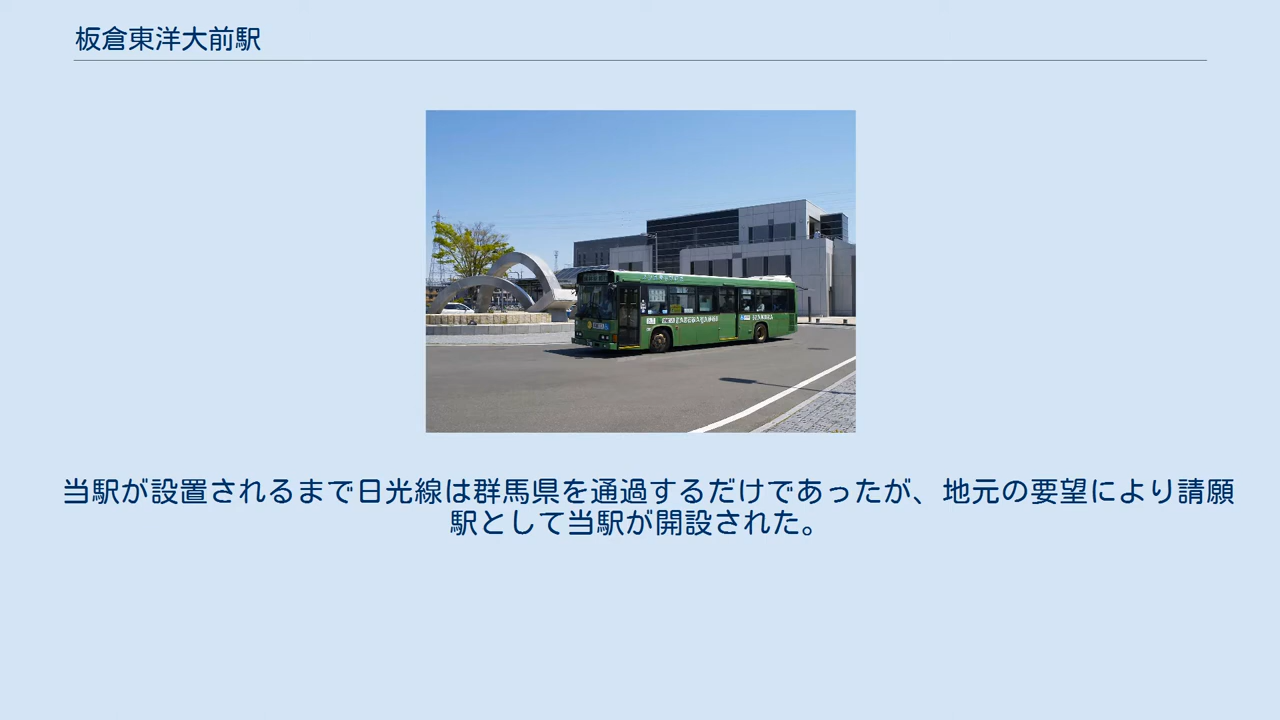 板倉東洋大前駅
当駅が設置されるまで日光線は群馬県を通過するだけであったが、地元の要望により請願
駅として当駅が開設された。